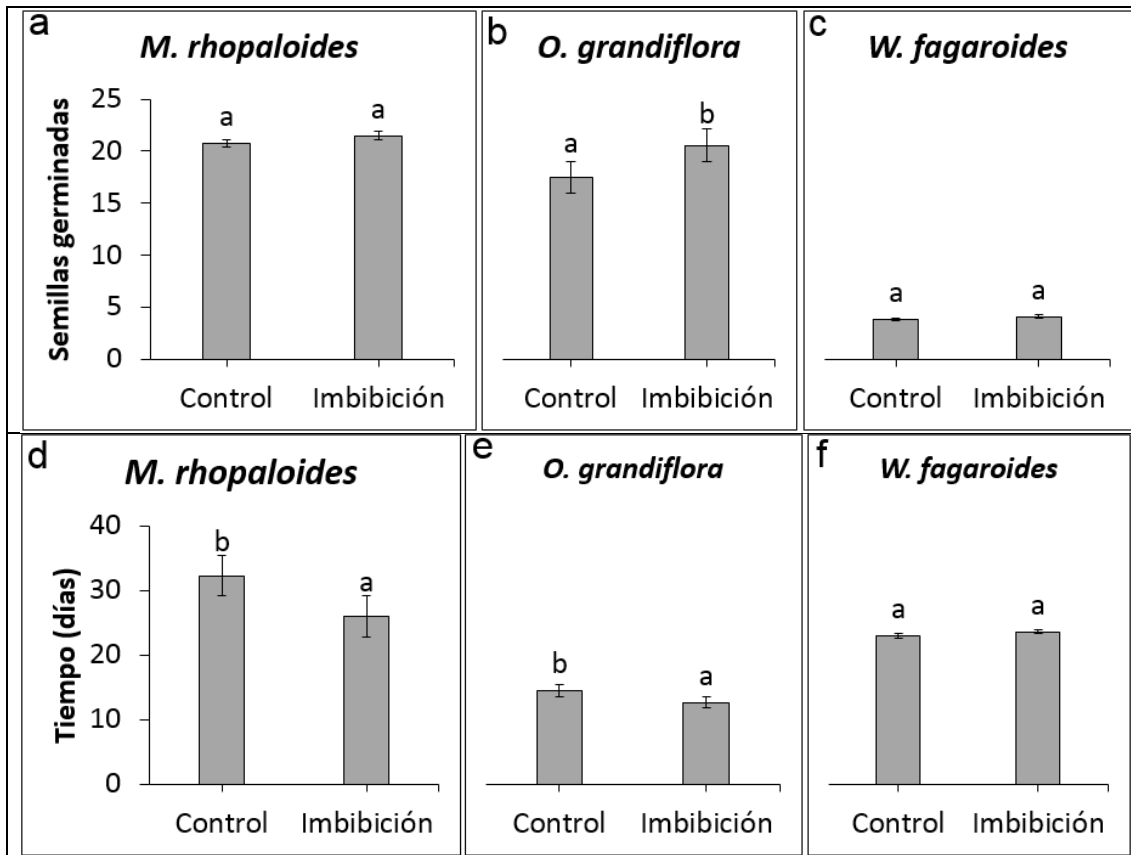 a
M. rhopaloides
Semillas germinadas
25
20
15
10
5
0
a
a
Control
Imbibición
b
O. grandiflora
a
b
Control
Imbibición
c
W. fagaroides
a
a
Control
Imbibición
d
M. rhopaloides
Tiempo (días)
40
30
20
10
0
b
a
Control
Imbibición
e
O. grandiflora
b
a
Control
Imbibición
f
W. fagaroides
a
a
Control
Imbibición